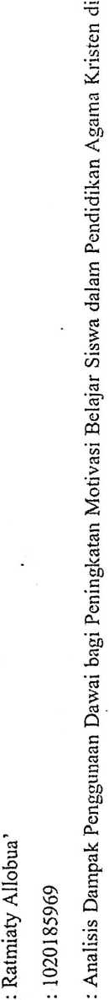 : Ratmiaty Allobua'
: 1020185969
: Analisis Dampak Penggunaan Dawai bagi Peningkatan Motivasi Belajar Siswa dalam Pendidikan Agama Kristen di